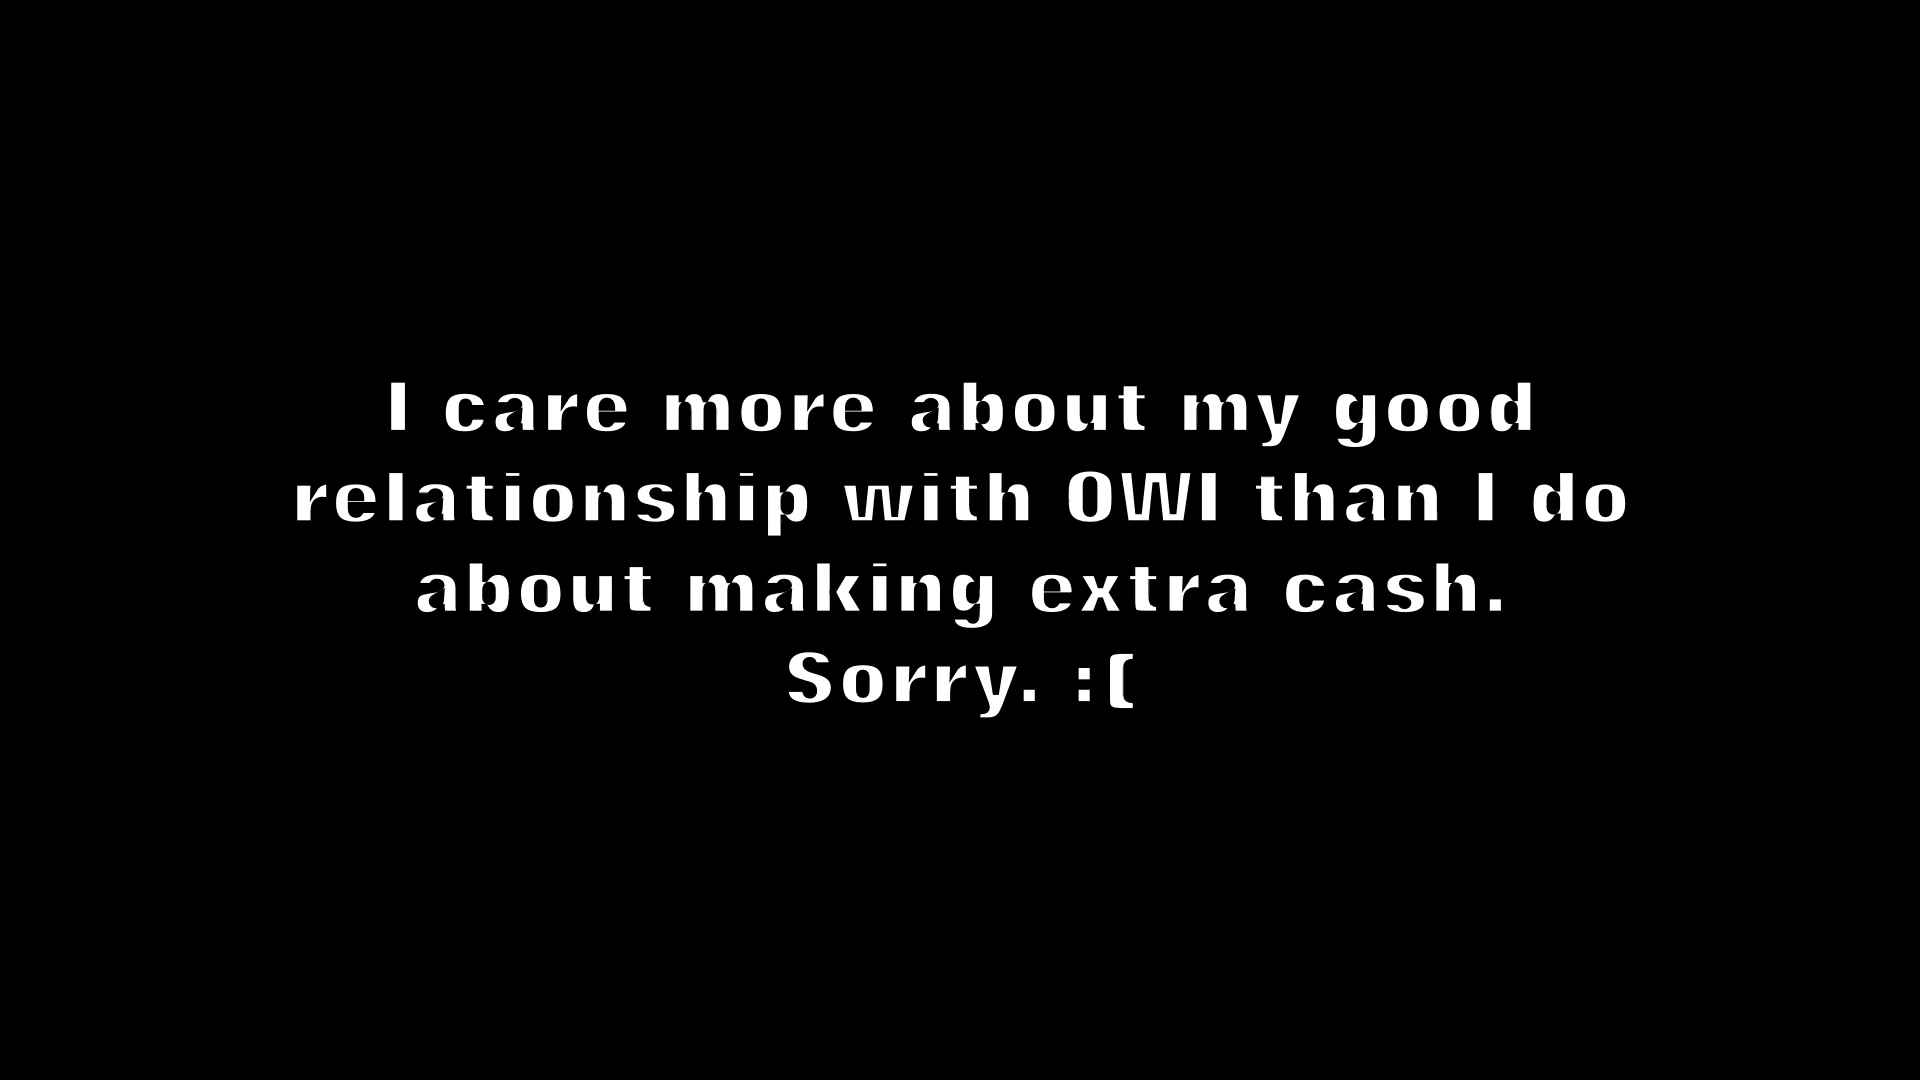 I care more about my good
relationship with OWI than I do
about making extra cash.
Sorry. :(